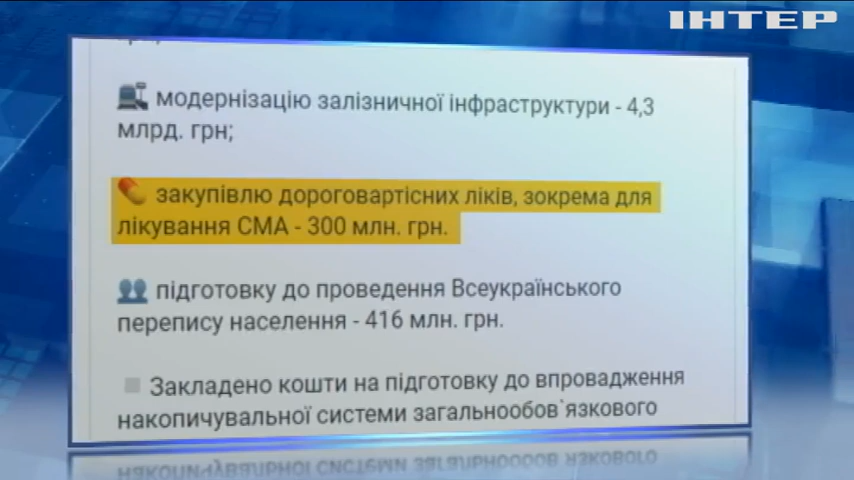 ІНТЕР
модернізацію залізничної інфраструктури - 4,3
млрд. грн;
закупівлю дороговартісних ліків, зокрема для
лікування СМА - 300 млн. грн.
підготовку до проведення Всеукраїнського
перепису населення - 416 млн. грн.
Закладено кошти на підготовку до впровадження
накопичувальної системи загальнообов`язкового